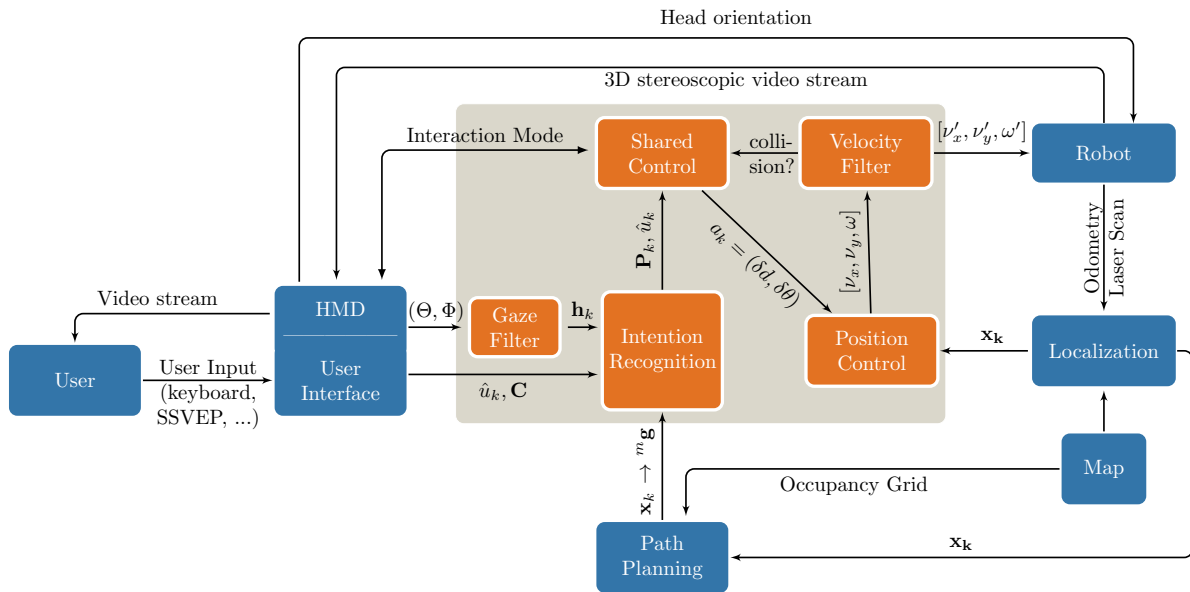 Head orientation
3D stereoscopic video stream
Interaction Mode
Shared
Control
colli-
sion?
Velocity
Filter
[ν′ₓ, ν′ᵧ, ω′]
Robot
𝐏ₖ, ûₖ
aₖ = (δd, δθ)
[νₓ, νᵧ, ω]
Odometry
Laser Scan
Video stream
HMD
(Θ, Φ)
Gaze
Filter
𝐡ₖ
Intention
Recognition
Position
Control
𝐱ₖ
Localization
User
User Input
(keyboard,
SSVEP, ...)
User
Interface
ûₖ, 𝐂
𝐱ₖ → ᵐ𝐠
Map
Occupancy Grid
Path
Planning
𝐱ₖ